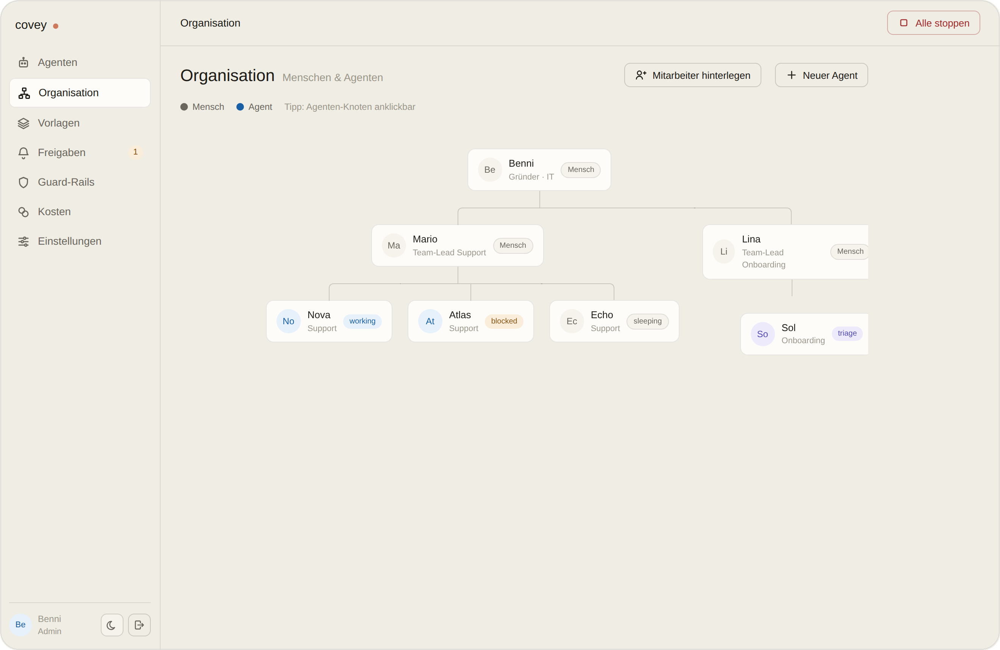 covey
Agenten
Organisation
Vorlagen
Freigaben 1
Guard-Rails
Kosten
Einstellungen
Be
Benni
Admin
Organisation
Alle stoppen
Organisation Menschen & Agenten
Mitarbeiter hinterlegen
Neuer Agent
Mensch Agent Tipp: Agenten-Knoten anklickbar
Be
Benni
Gründer · IT
Mensch
Ma
Mario
Team-Lead Support
Mensch
Li
Lina
Team-Lead
Onboarding
Mensch
No
Nova
Support
working
At
Atlas
Support
blocked
Ec
Echo
Support
sleeping
So
Sol
Onboarding
triage